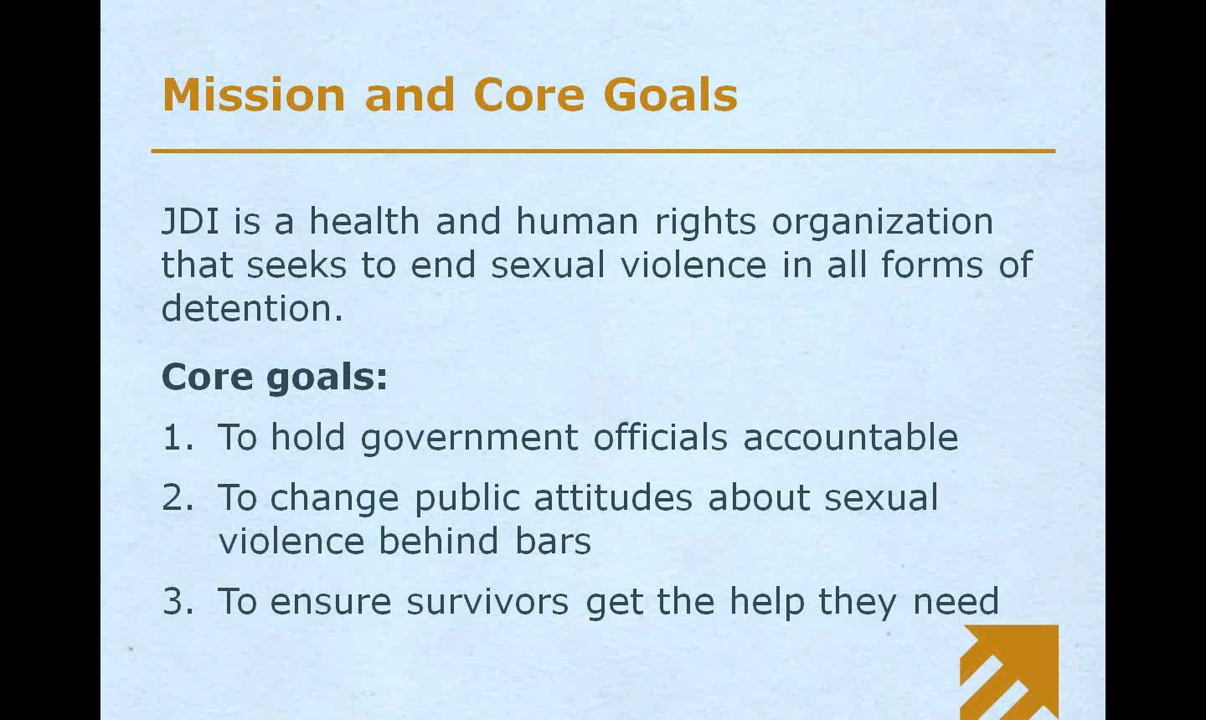 Mission and Core Goals
JDI is a health and human rights organization
that seeks to end sexual violence in all forms of
detention.
Core goals:
1. To hold government officials accountable
2. To change public attitudes about sexual
violence behind bars
3. To ensure survivors get the help they need